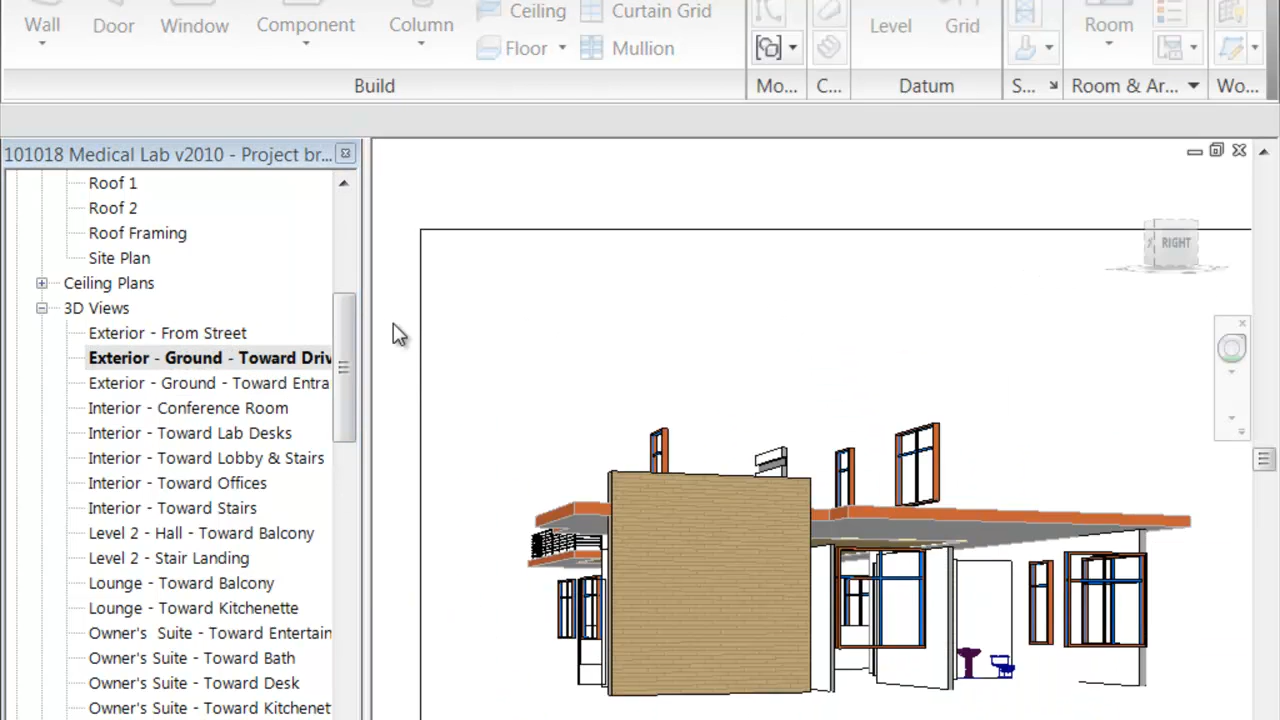 Wall Door Window Component Column Ceiling Curtain Grid Level Grid Room
Floor Mullion
Build Mo... C... Datum S... Room & Ar... Wo...
101018 Medical Lab v2010 - Project br...
Roof 1
Roof 2
Roof Framing
Site Plan
Ceiling Plans
3D Views
Exterior - From Street
Exterior - Ground - Toward Driv
Exterior - Ground - Toward Entra
Interior - Conference Room
Interior - Toward Lab Desks
Interior - Toward Lobby & Stairs
Interior - Toward Offices
Interior - Toward Stairs
Level 2 - Hall - Toward Balcony
Level 2 - Stair Landing
Lounge - Toward Balcony
Lounge - Toward Kitchenette
Owner's Suite - Toward Entertain
Owner's Suite - Toward Bath
Owner's Suite - Toward Desk
Owner's Suite - Toward Kitchenet
RIGHT